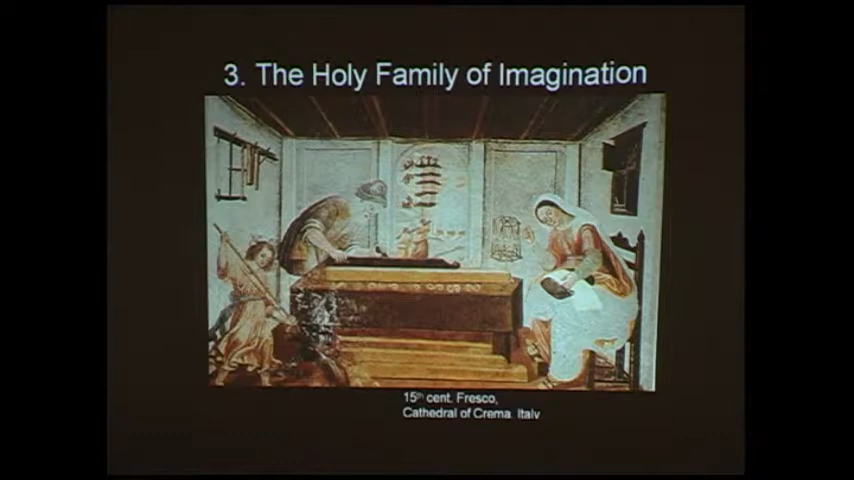 3. The Holy Family of Imagination
15th cent. Fresco,
Cathedral of Crema. Italy